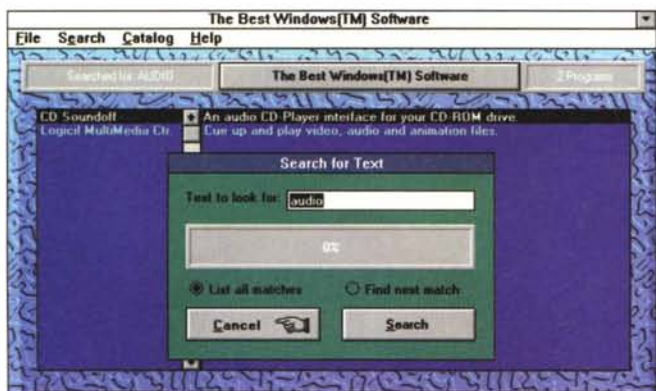 The Best Windows(TM) Software
File Search Catalog Help
Searched for: AUDIO The Best Windows(TM) Software 2 Programs
CD Soundoff An audio CD-Player interface for your CD-ROM drive.
Logicil MultiMedia Ctr. Cue up and play video, audio and animation files.
Search for Text
Text to look for: audio
0%
List all matches Find next match
Cancel Search